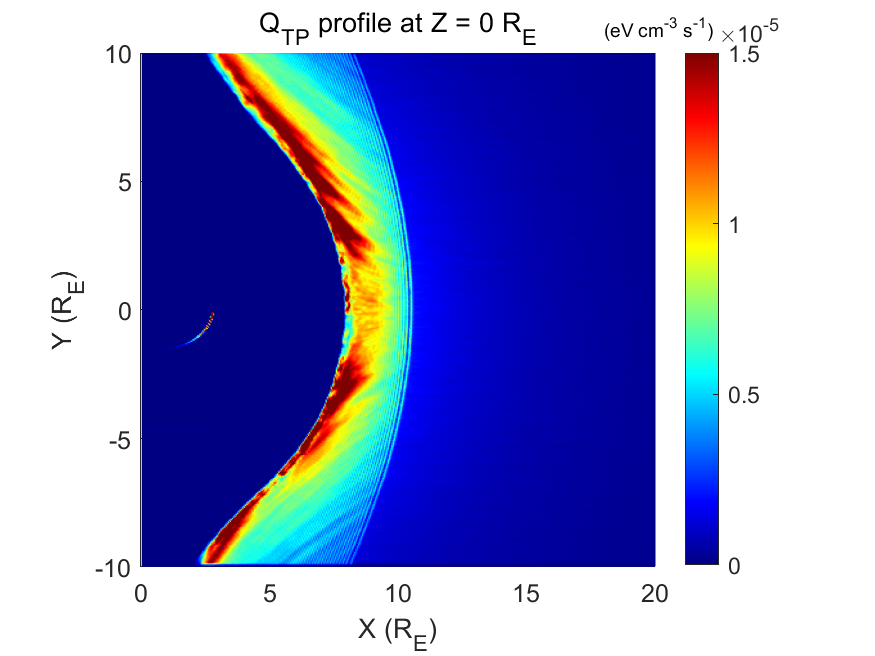 Q_TP profile at Z = 0 R_E
(eV cm^-3 s^-1) ×10^-5
10
5
0
-5
-10
Y (R_E)
0 5 10 15 20
X (R_E)
1.5
1
0.5
0